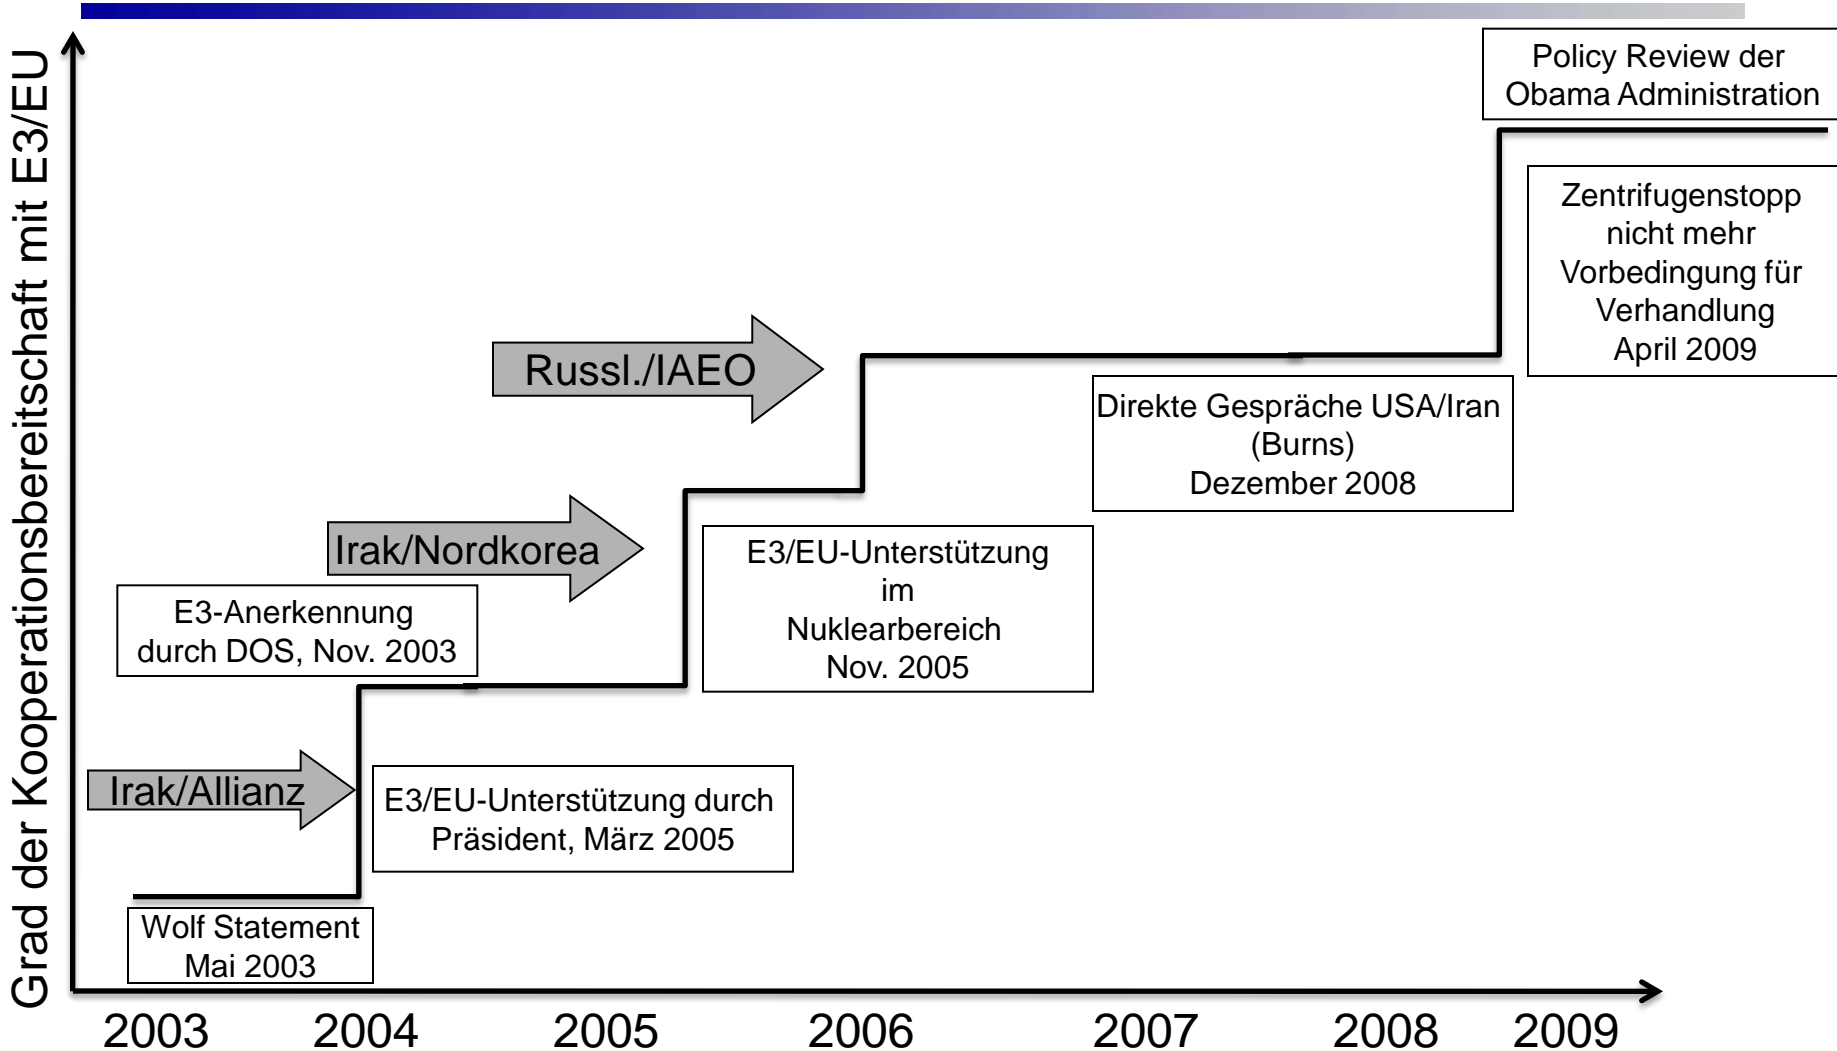 Grad der Kooperationsbereitschaft mit E3/EU
Policy Review der
Obama Administration
Zentrifugenstopp
nicht mehr
Vorbedingung für
Verhandlung
April 2009
Russl./IAEO
Direkte Gespräche USA/Iran
(Burns)
Dezember 2008
Irak/Nordkorea
E3/EU-Unterstützung
im
Nuklearbereich
Nov. 2005
E3-Anerkennung
durch DOS, Nov. 2003
Irak/Allianz
E3/EU-Unterstützung durch
Präsident, März 2005
Wolf Statement
Mai 2003
2003 2004 2005 2006 2007 2008 2009